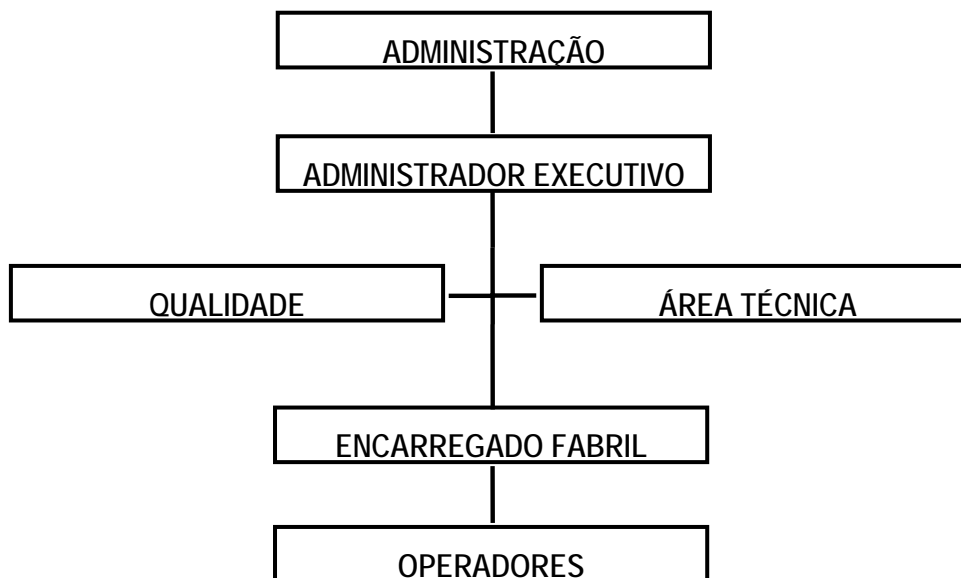 ADMINISTRAÇÃO
ADMINISTRADOR EXECUTIVO
QUALIDADE
ÁREA TÉCNICA
ENCARREGADO FABRIL
OPERADORES